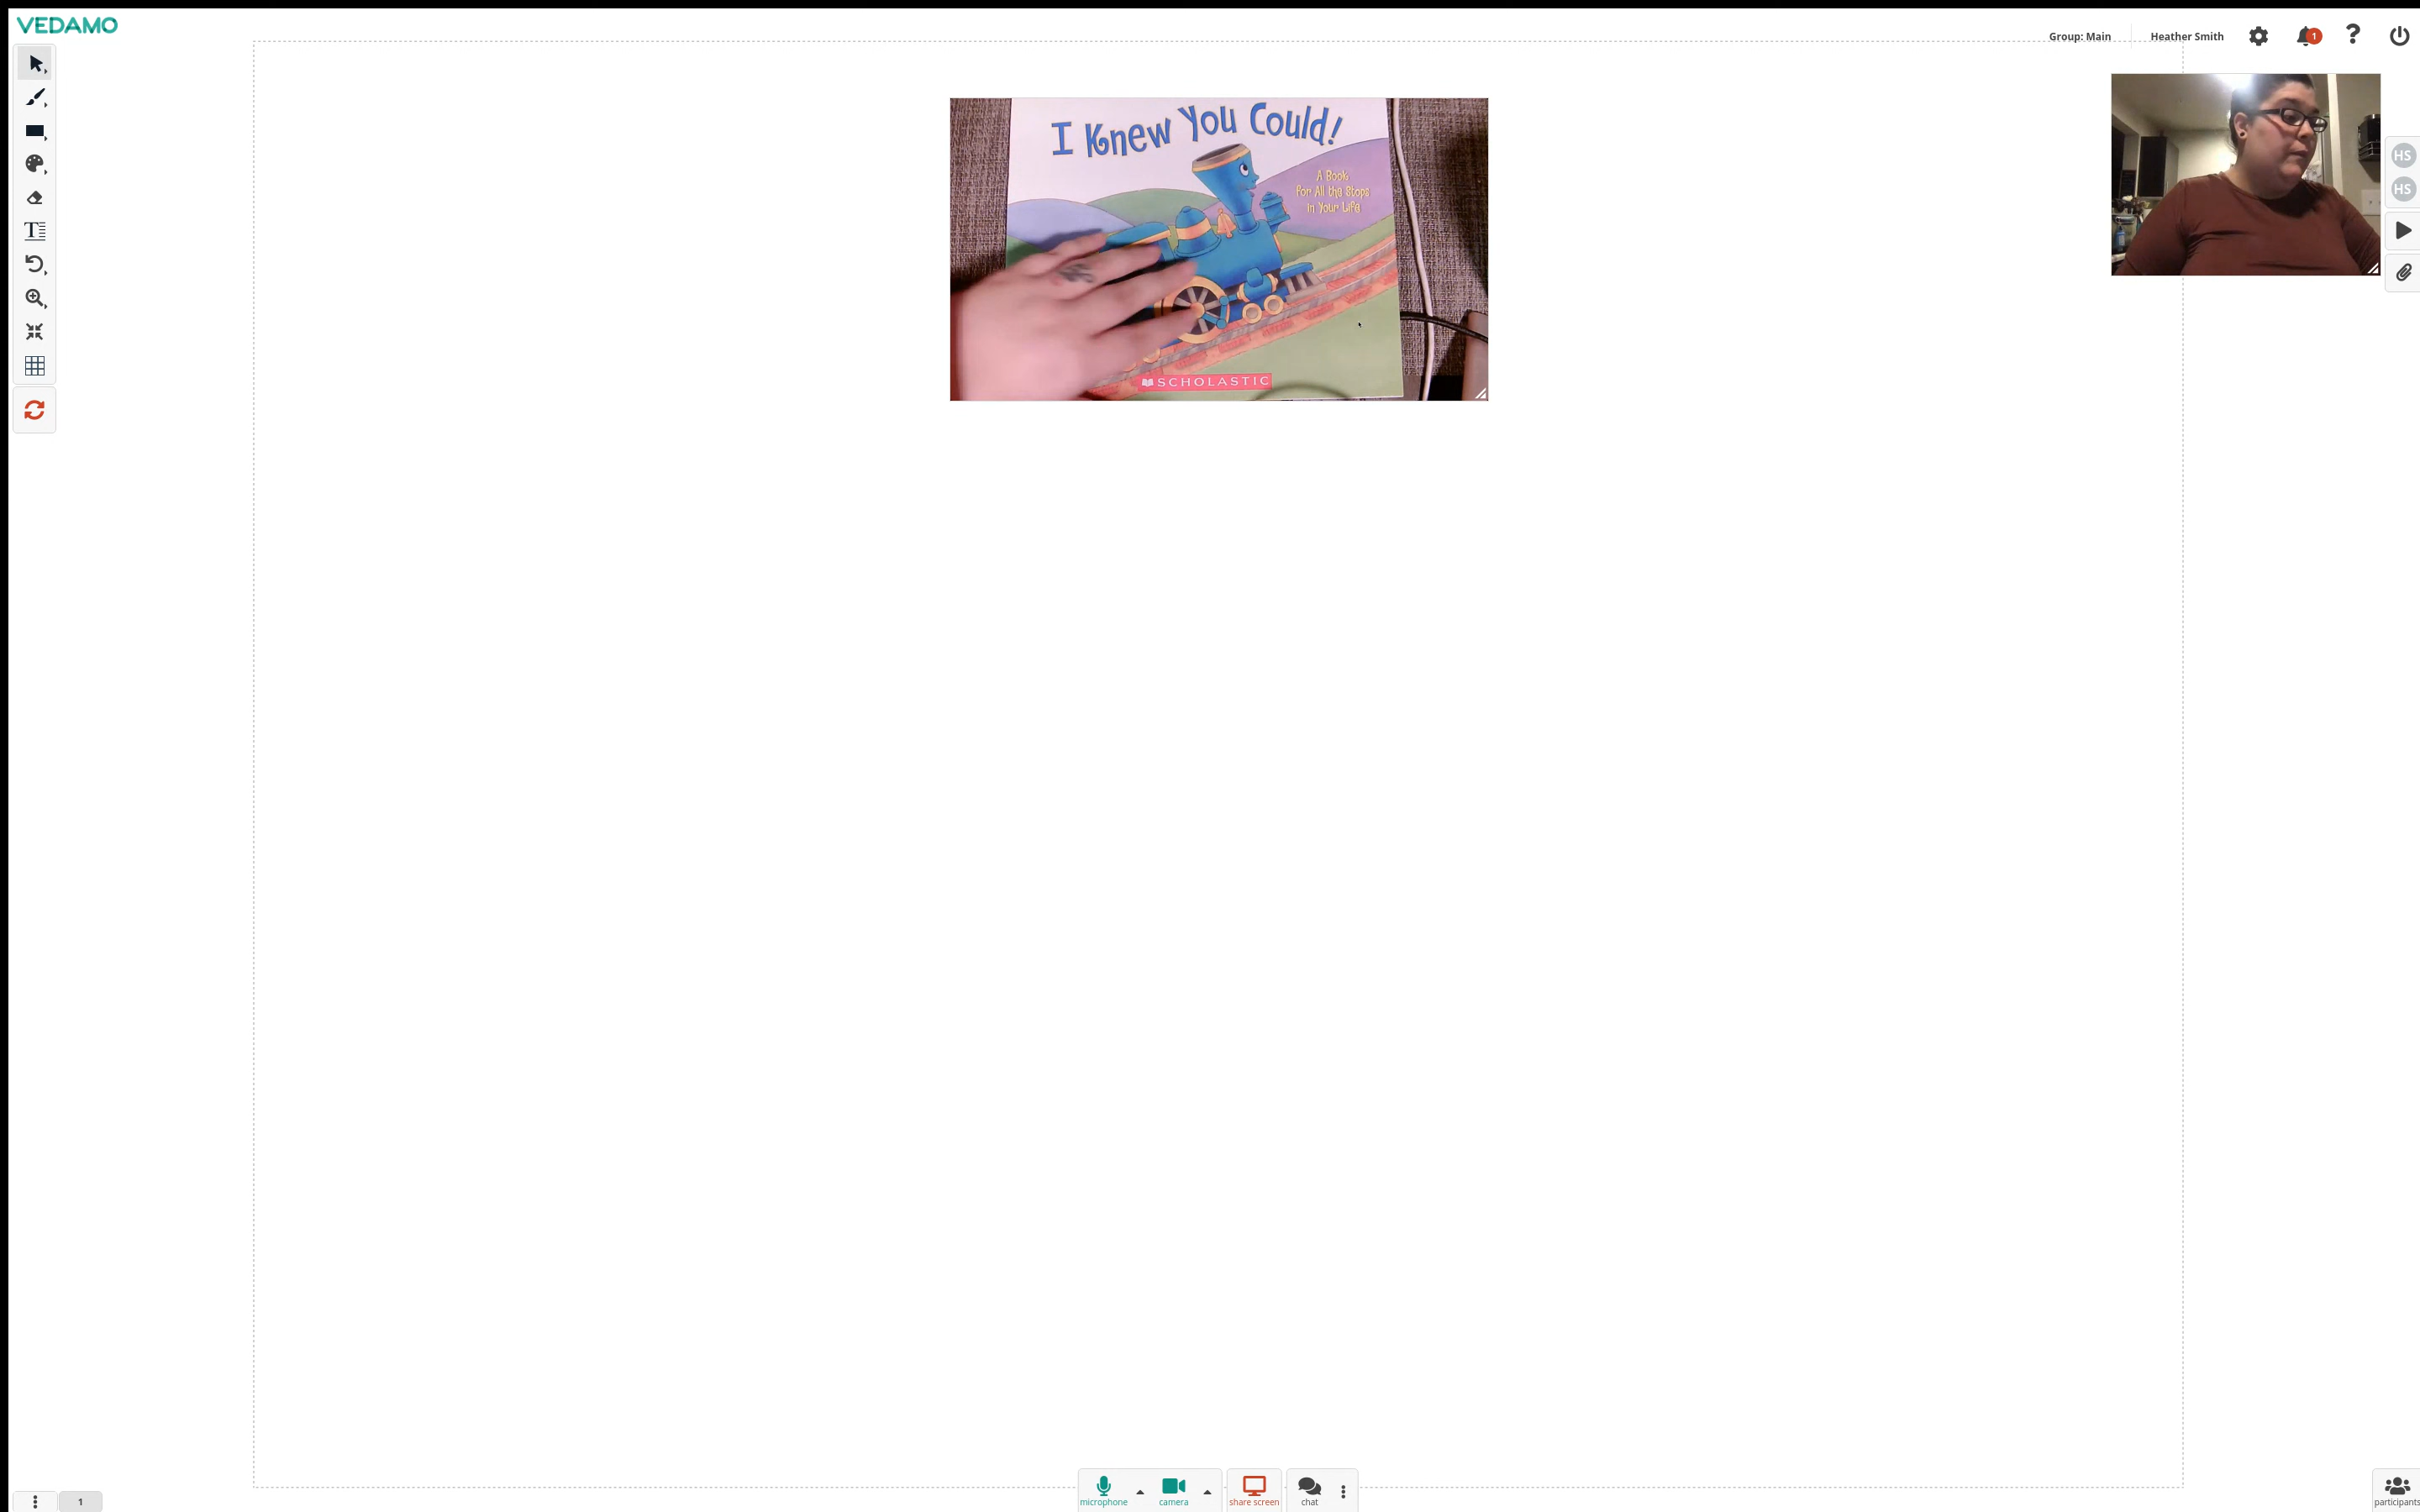 VEDAMO
Group: Main
Heather Smith
1
I Knew You Could!
A Book
For All the Stops
in Your Life
SCHOLASTIC
HS
HS
T
1
microphone
camera
share screen
chat
participants